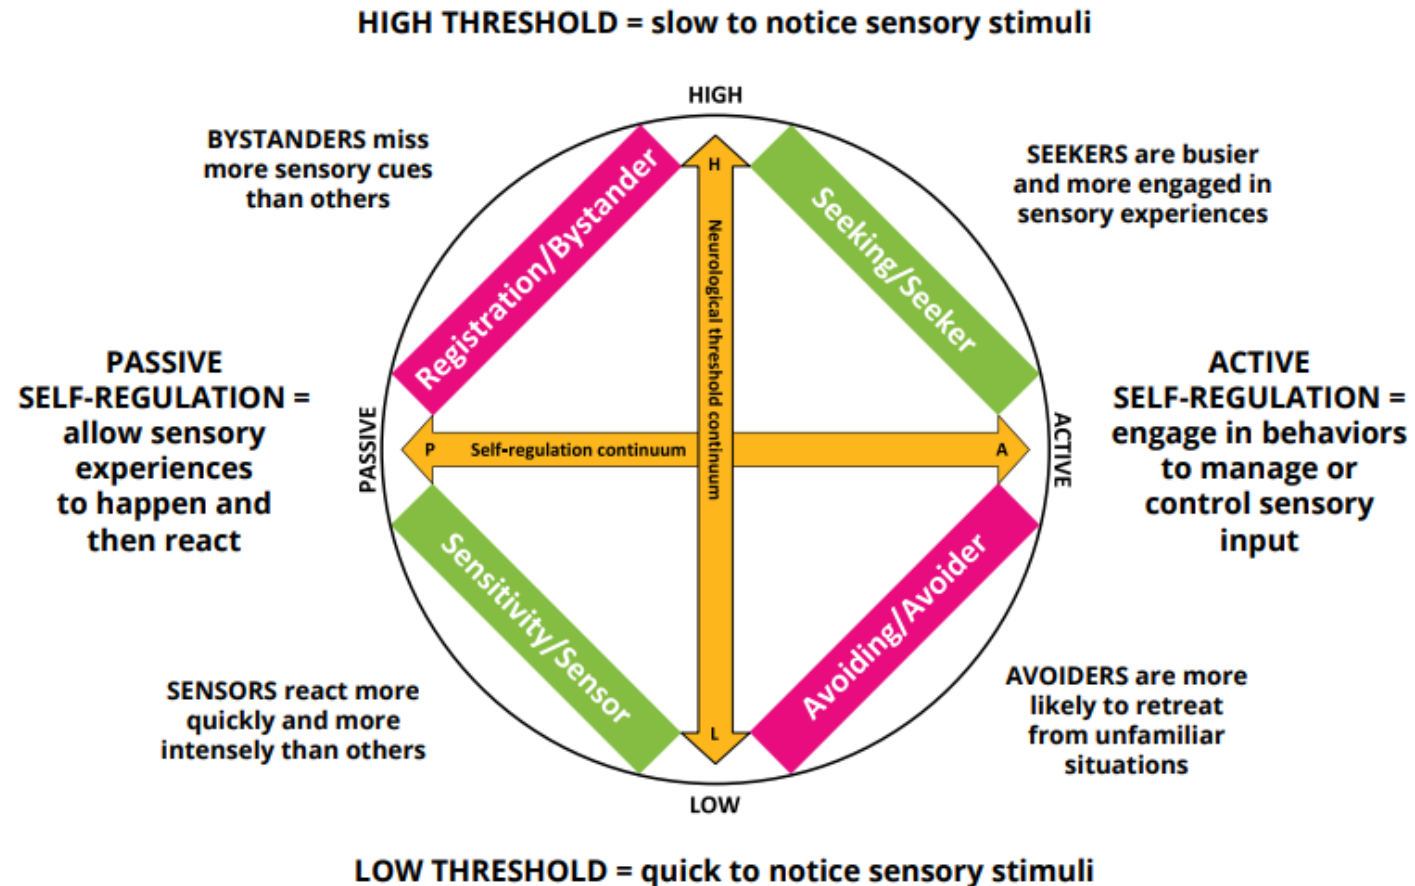 HIGH THRESHOLD = slow to notice sensory stimuli
HIGH
BYSTANDERS miss
more sensory cues
than others
SEEKERS are busier
and more engaged in
sensory experiences
Registration/Bystander
H
Neurological threshold continuum
Seeking/Seeker
PASSIVE
SELF-REGULATION =
allow sensory
experiences
to happen and
then react
PASSIVE
P
Self-regulation continuum
A
ACTIVE
ACTIVE
SELF-REGULATION =
engage in behaviors
to manage or
control sensory
input
Sensitivity/Sensor
L
Avoiding/Avoider
SENSORS react more
quickly and more
intensely than others
AVOIDERS are more
likely to retreat
from unfamiliar
situations
LOW
LOW THRESHOLD = quick to notice sensory stimuli